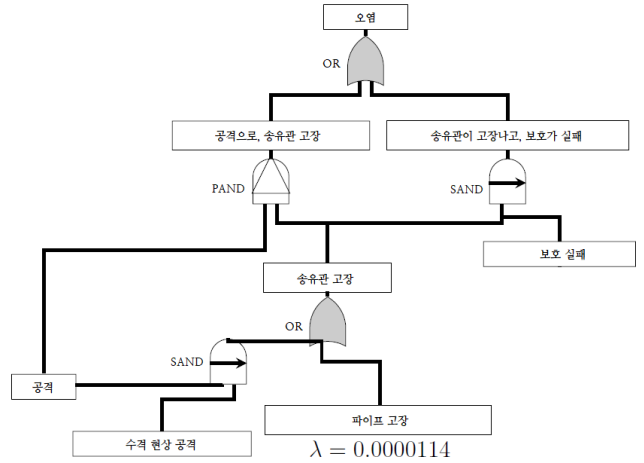 오염
OR
공격으로, 송유관 고장
송유관이 고장나고, 보호가 실패
PAND
SAND
보호 실패
송유관 고장
OR
SAND
공격
파이프 고장
수격 현상 공격
λ = 0.0000114